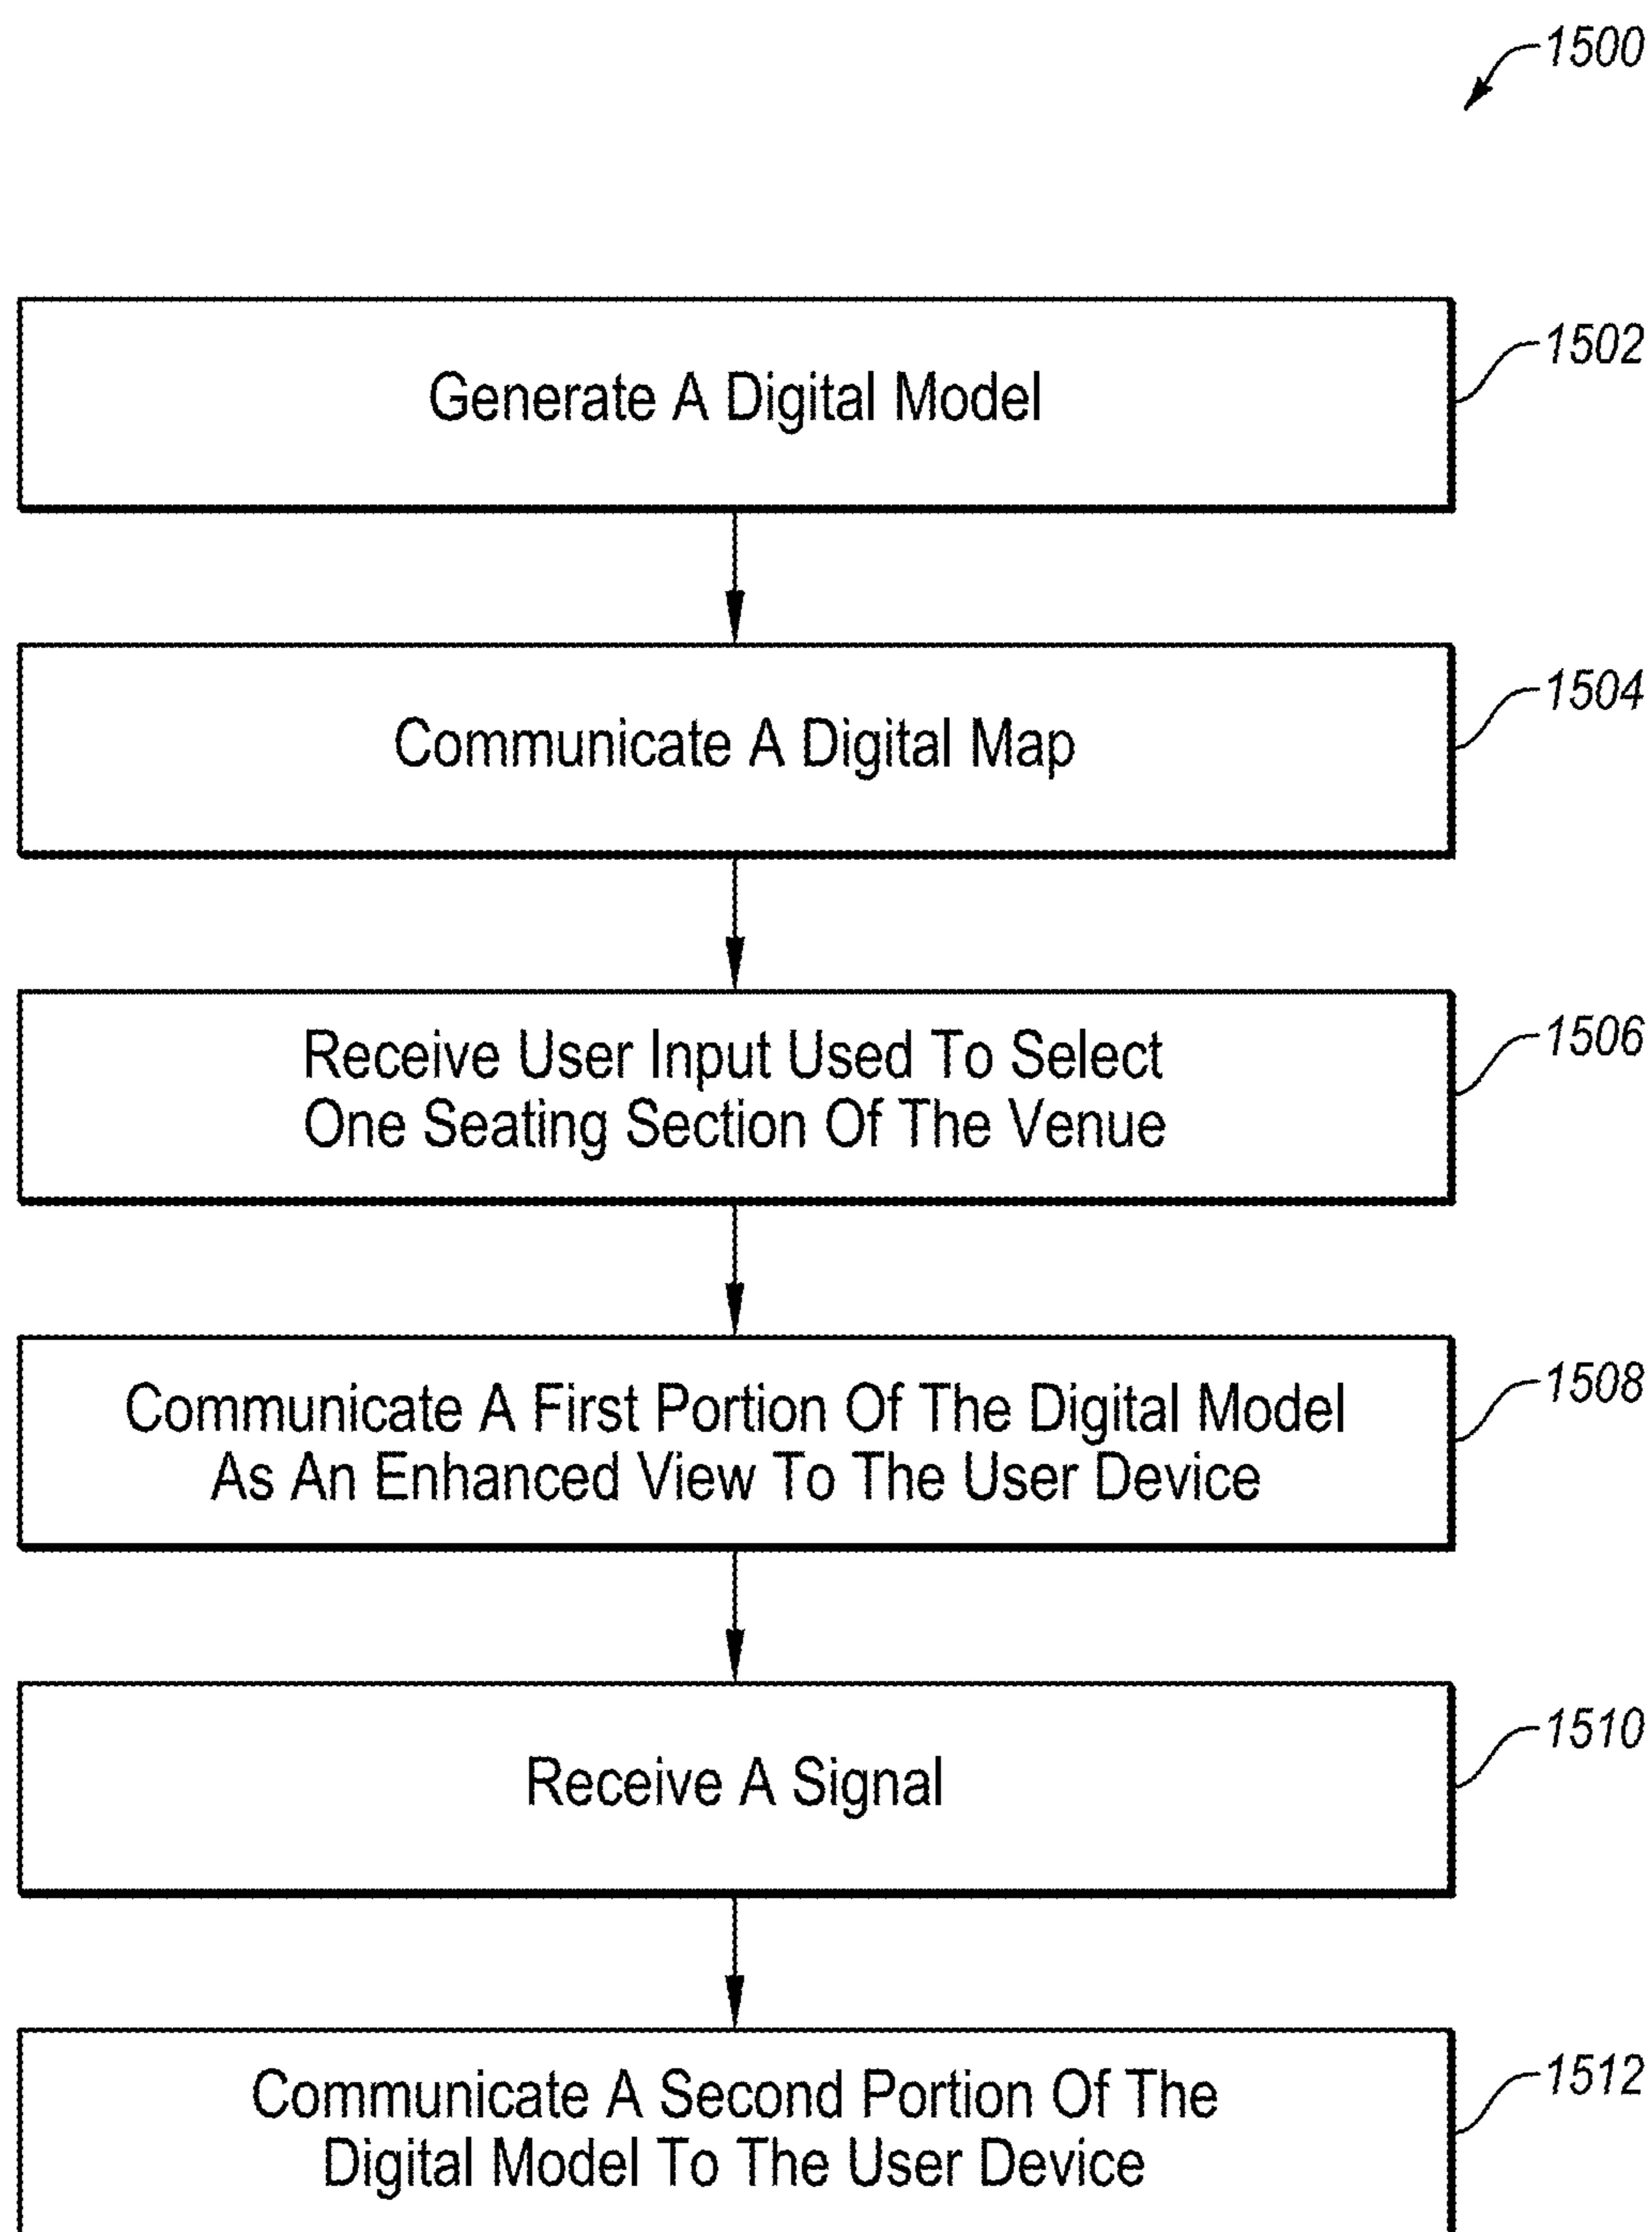 1500
Generate A Digital Model
1502
Communicate A Digital Map
1504
Receive User Input Used To Select
One Seating Section Of The Venue
1506
Communicate A First Portion Of The Digital Model
As An Enhanced View To The User Device
1508
Receive A Signal
1510
Communicate A Second Portion Of The
Digital Model To The User Device
1512